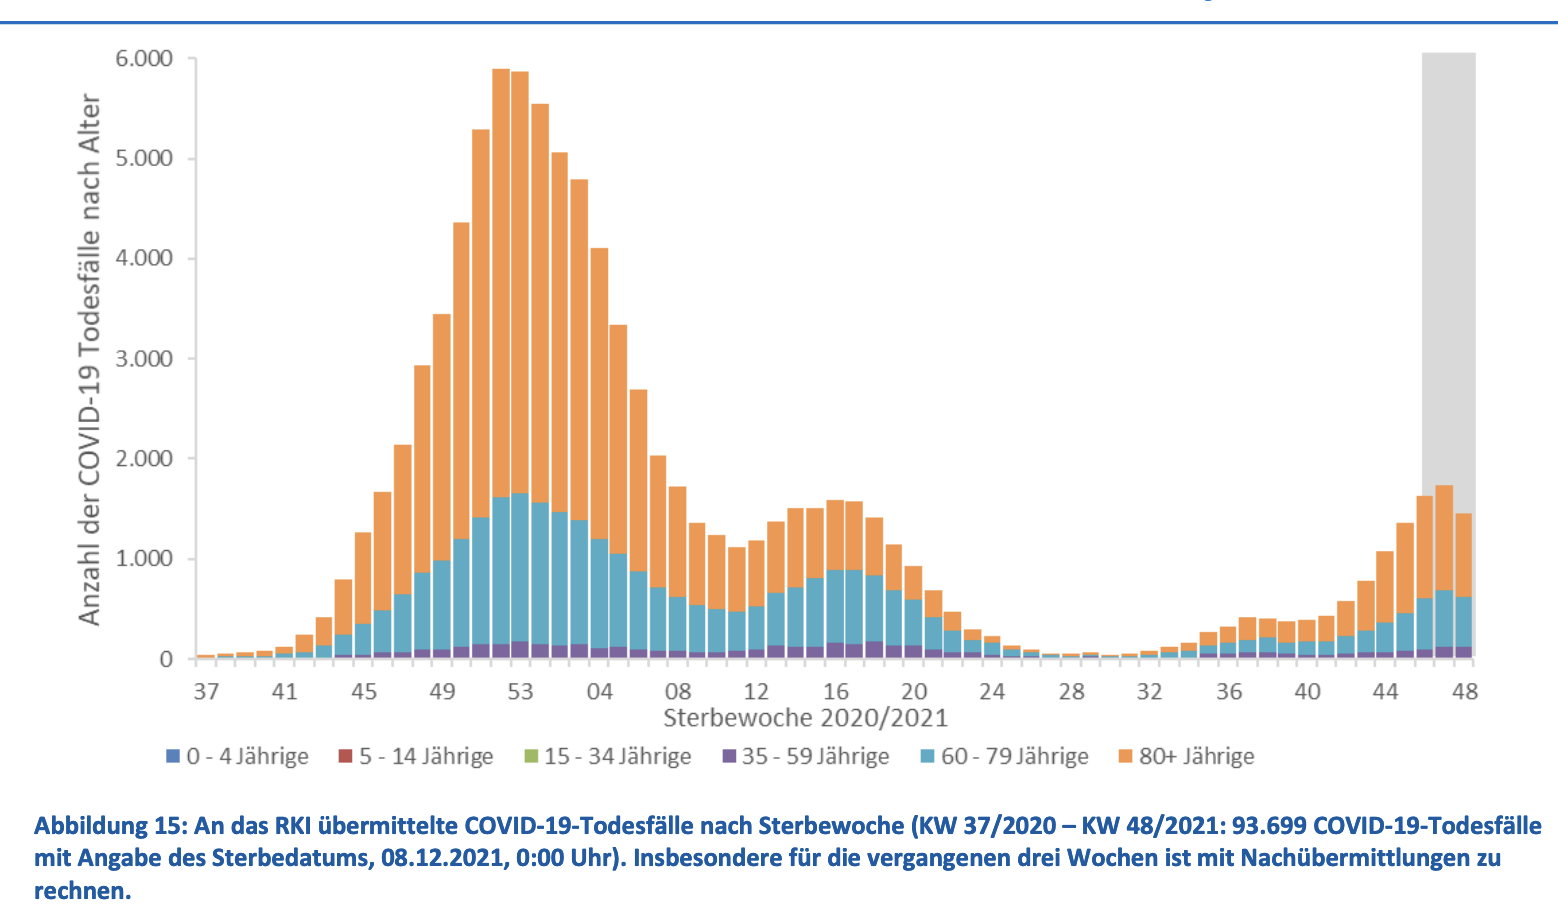 6.000
5.000
4.000
3.000
2.000
1.000
0
Anzahl der COVID-19 Todesfälle nach Alter
37 41 45 49 53 04 08 12 16 20 24 28 32 36 40 44 48
Sterbewoche 2020/2021
0 - 4 Jährige 5 - 14 Jährige 15 - 34 Jährige 35 - 59 Jährige 60 - 79 Jährige 80+ Jährige
Abbildung 15: An das RKI übermittelte COVID-19-Todesfälle nach Sterbewoche (KW 37/2020 – KW 48/2021: 93.699 COVID-19-Todesfälle
mit Angabe des Sterbedatums, 08.12.2021, 0:00 Uhr). Insbesondere für die vergangenen drei Wochen ist mit Nachübermittlungen zu
rechnen.